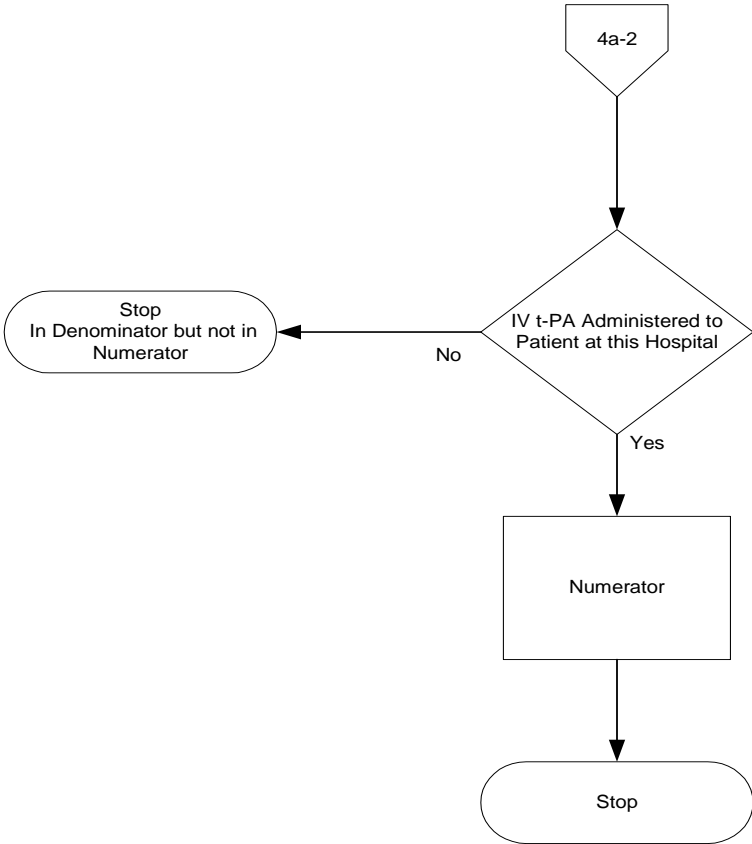 4a-2
IV t-PA Administered to
Patient at this Hospital
Stop
In Denominator but not in
Numerator
No
Yes
Numerator
Stop